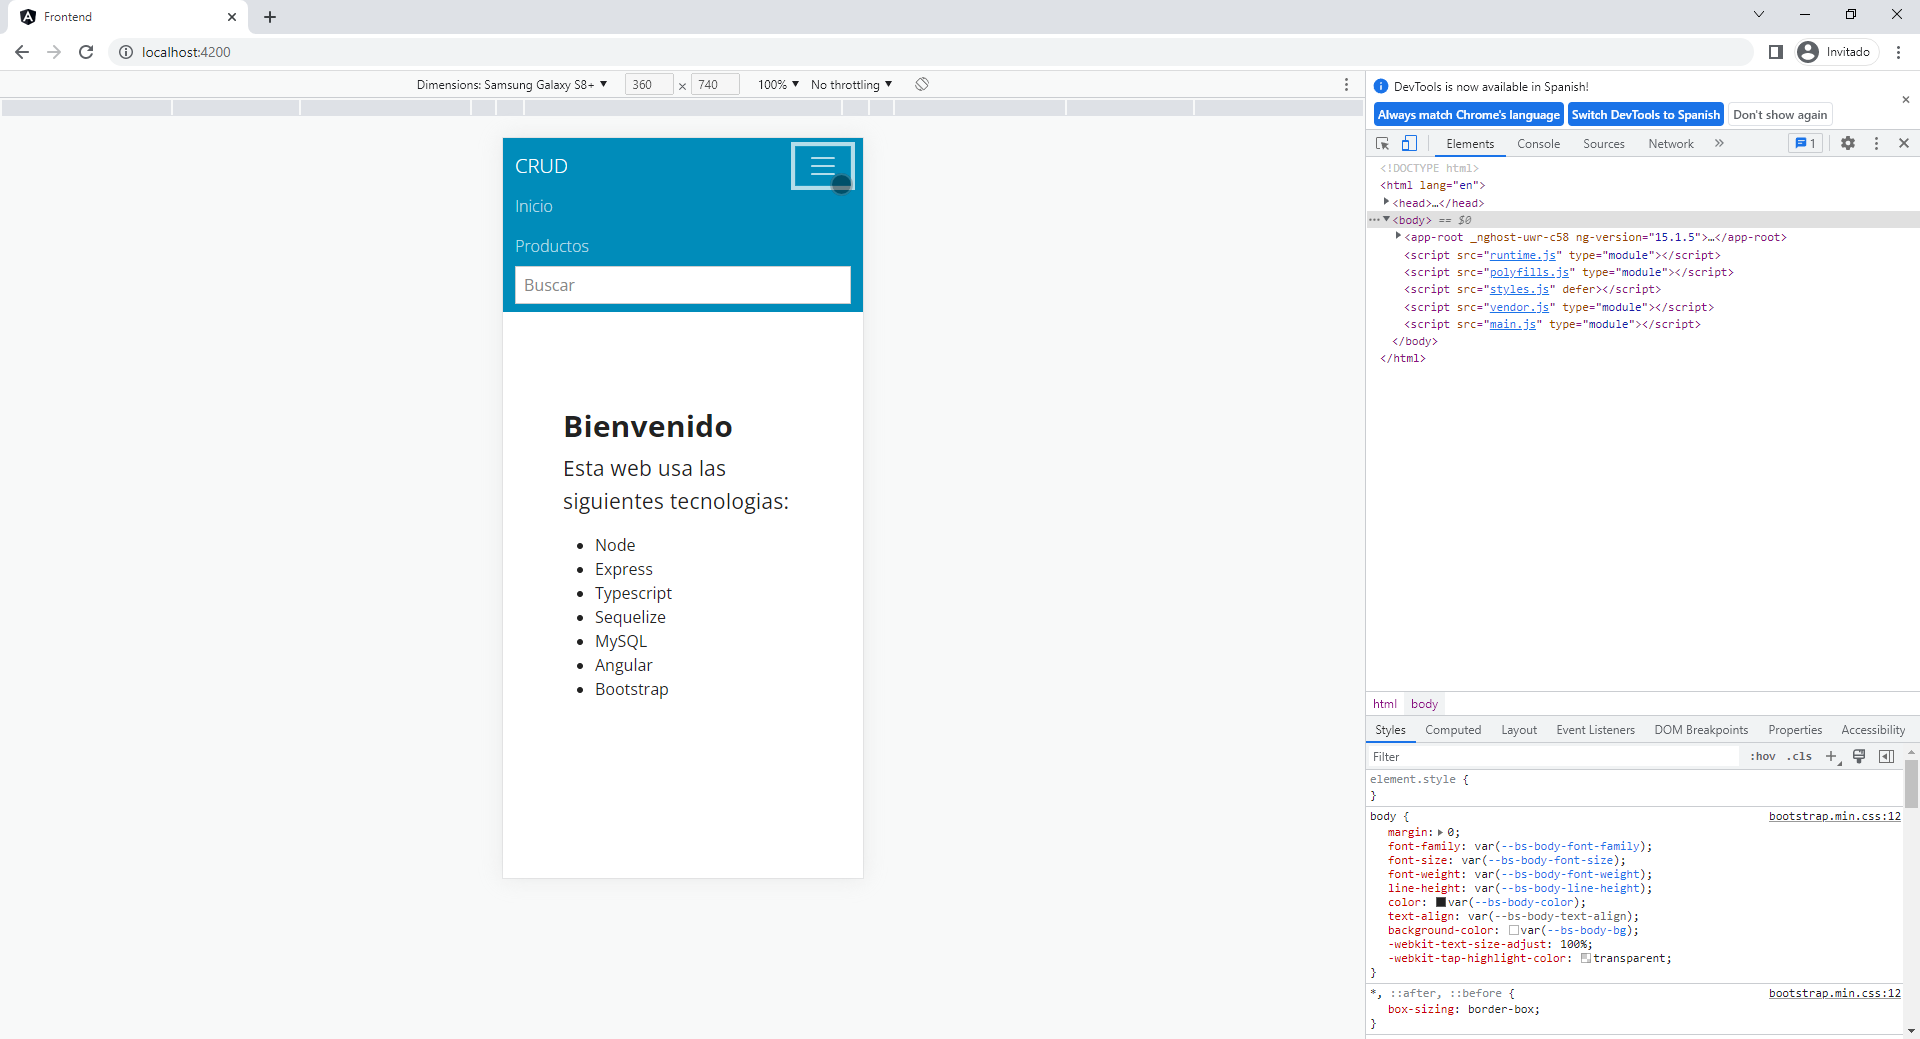 Frontend
localhost:4200
Invitado
Dimensions: Samsung Galaxy S8+ ▼ 360 × 740 100% ▼ No throttling ▼
DevTools is now available in Spanish!
Always match Chrome's language Switch DevTools to Spanish Don't show again
Elements Console Sources Network » 1
CRUD
Inicio
Productos
Buscar
Bienvenido
Esta web usa las
siguientes tecnologias:
• Node
• Express
• Typescript
• Sequelize
• MySQL
• Angular
• Bootstrap
<!DOCTYPE html>
<html lang="en">
<head>…</head>
<body> == $0
<app-root _nghost-uwr-c58 ng-version="15.1.5">…</app-root>
<script src="runtime.js" type="module"></script>
<script src="polyfills.js" type="module"></script>
<script src="styles.js" defer></script>
<script src="vendor.js" type="module"></script>
<script src="main.js" type="module"></script>
</body>
</html>
html body
Styles Computed Layout Event Listeners DOM Breakpoints Properties Accessibility
Filter :hov .cls +
element.style {
}
body { bootstrap.min.css:12
margin: 0;
font-family: var(--bs-body-font-family);
font-size: var(--bs-body-font-size);
font-weight: var(--bs-body-font-weight);
line-height: var(--bs-body-line-height);
color: var(--bs-body-color);
text-align: var(--bs-body-text-align);
background-color: var(--bs-body-bg);
-webkit-text-size-adjust: 100%;
-webkit-tap-highlight-color: transparent;
}
*, ::after, ::before { bootstrap.min.css:12
box-sizing: border-box;
}